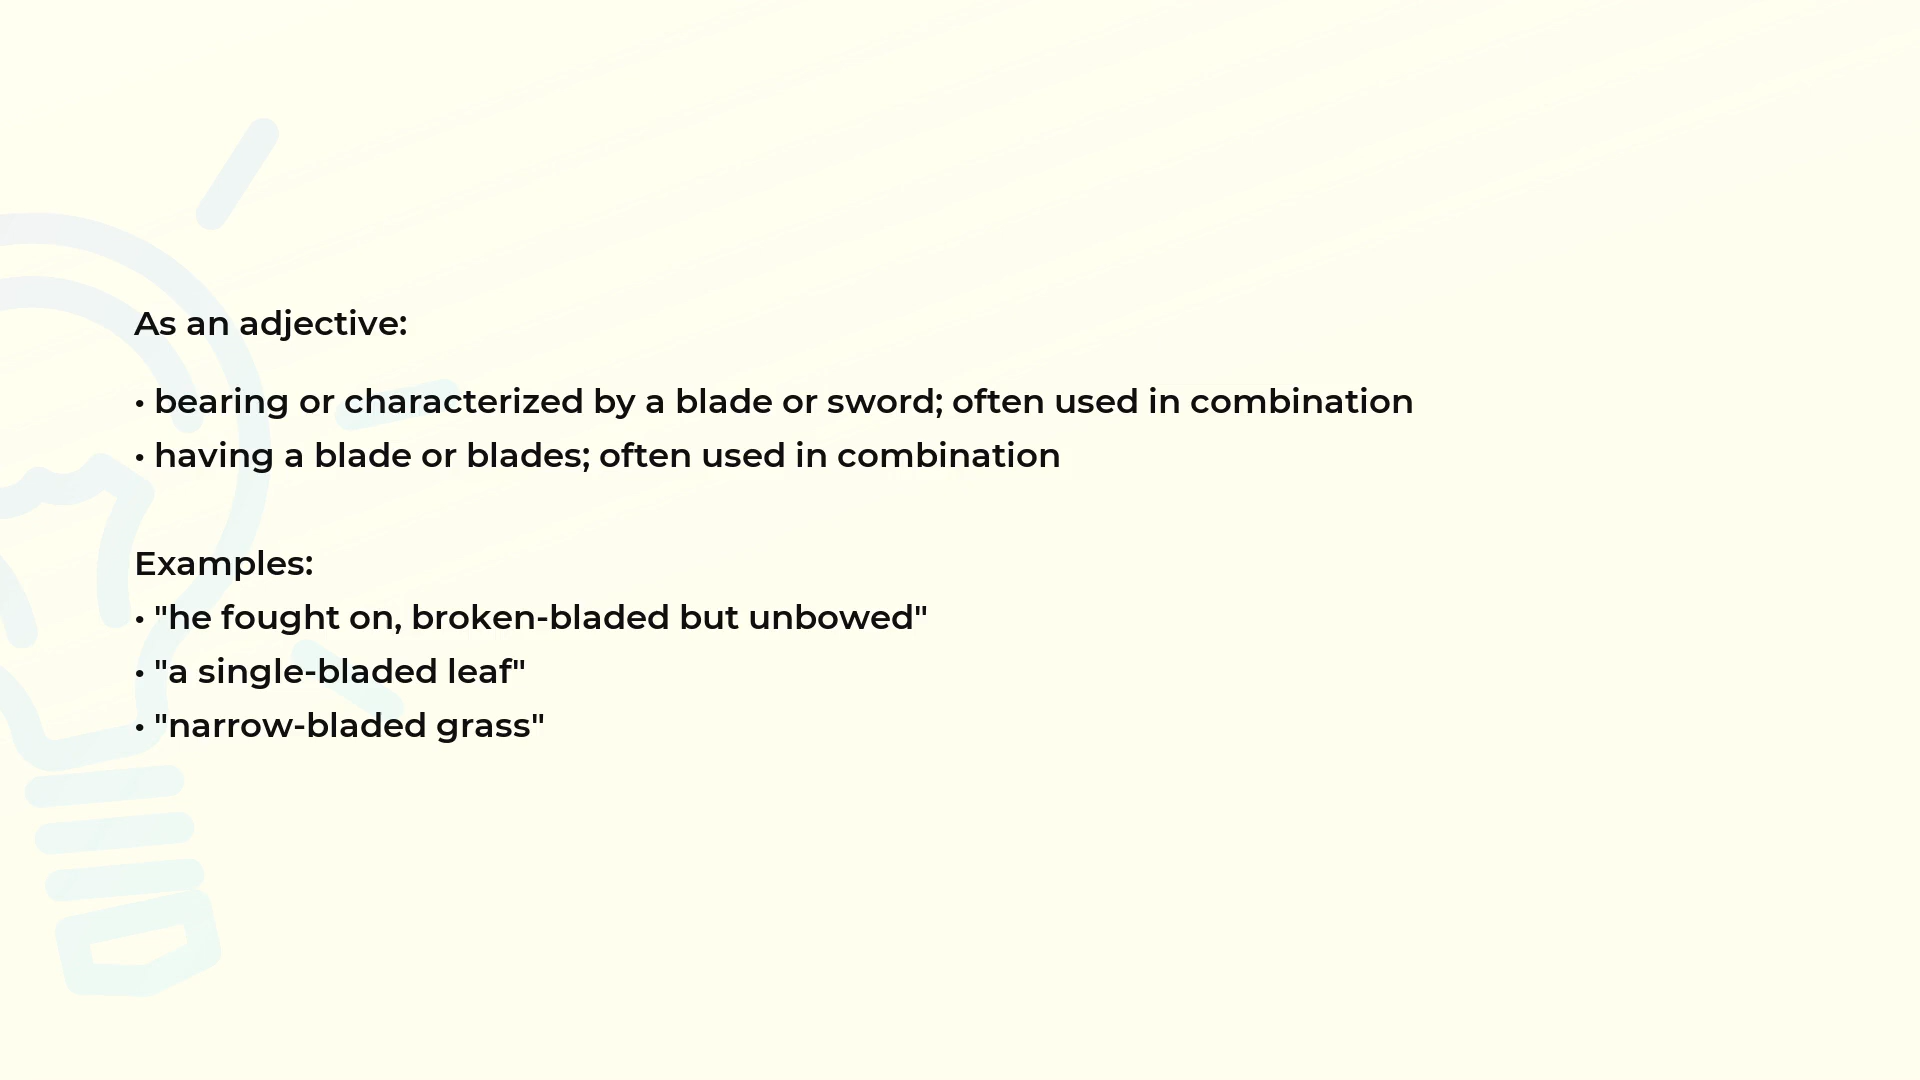 As an adjective:
• bearing or characterized by a blade or sword; often used in combination
• having a blade or blades; often used in combination
Examples:
• "he fought on, broken-bladed but unbowed"
• "a single-bladed leaf"
• "narrow-bladed grass"